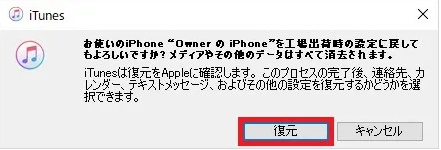 iTunes
お使いのiPhone “Owner の iPhone”を工場出荷時の設定に戻して
もよろしいですか? メディアやその他のデータはすべて消去されます。
iTunesは復元をAppleに確認します。このプロセスの完了後、連絡先、カ
レンダー、テキストメッセージ、およびその他の設定を復元するかどうかを選
択できます。
復元
キャンセル